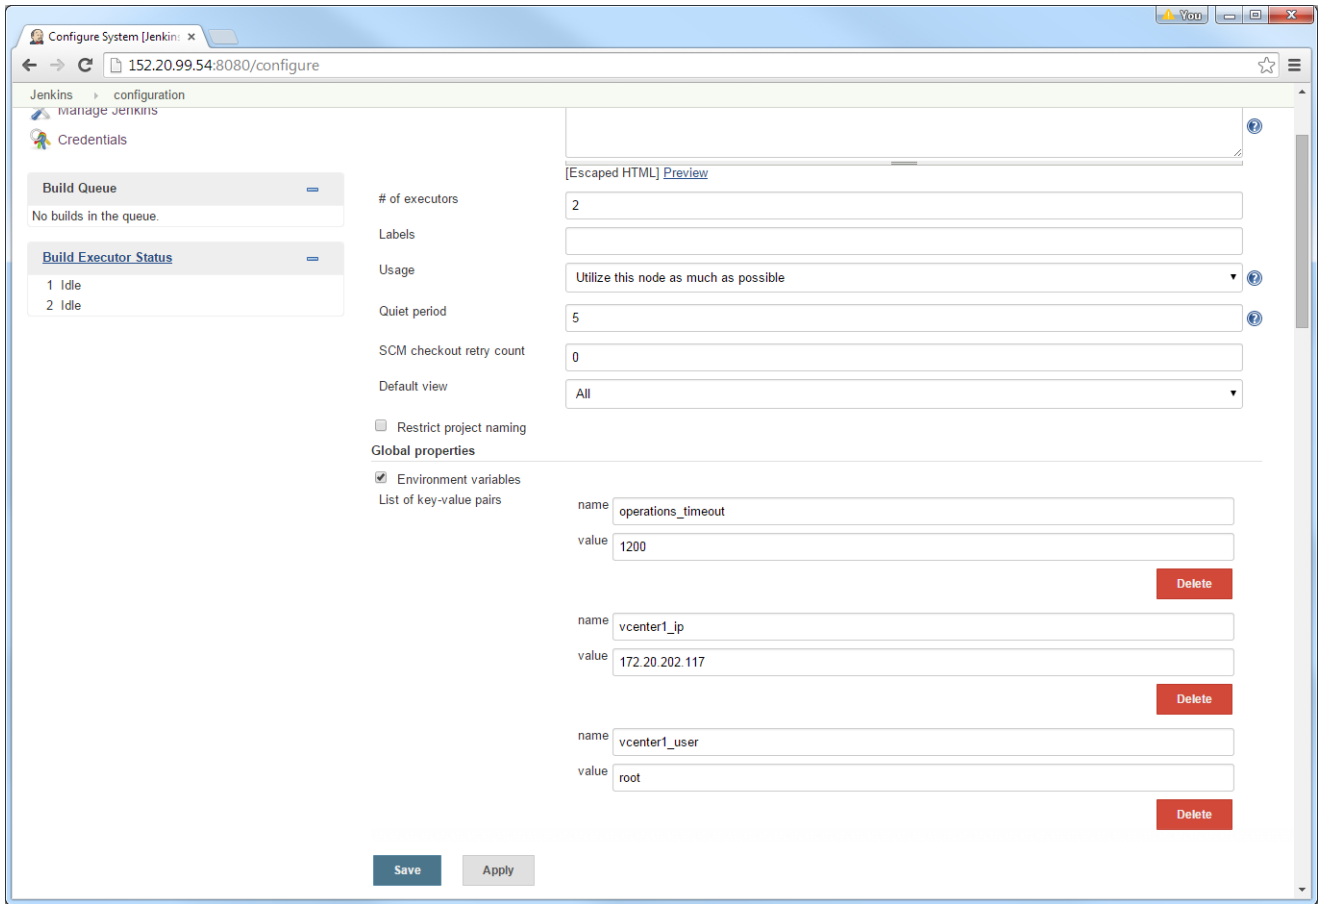 You
Configure System [Jenkins
152.20.99.54:8080/configure
Jenkins configuration
Manage Jenkins
Credentials
[Escaped HTML] Preview
Build Queue
No builds in the queue.
Build Executor Status
1 Idle
2 Idle
# of executors
2
Labels
Usage
Utilize this node as much as possible
Quiet period
5
SCM checkout retry count
0
Default view
All
Restrict project naming
Global properties
Environment variables
List of key-value pairs
name operations_timeout
value 1200
Delete
name vcenter1_ip
value 172.20.202.117
Delete
name vcenter1_user
value root
Delete
Save Apply